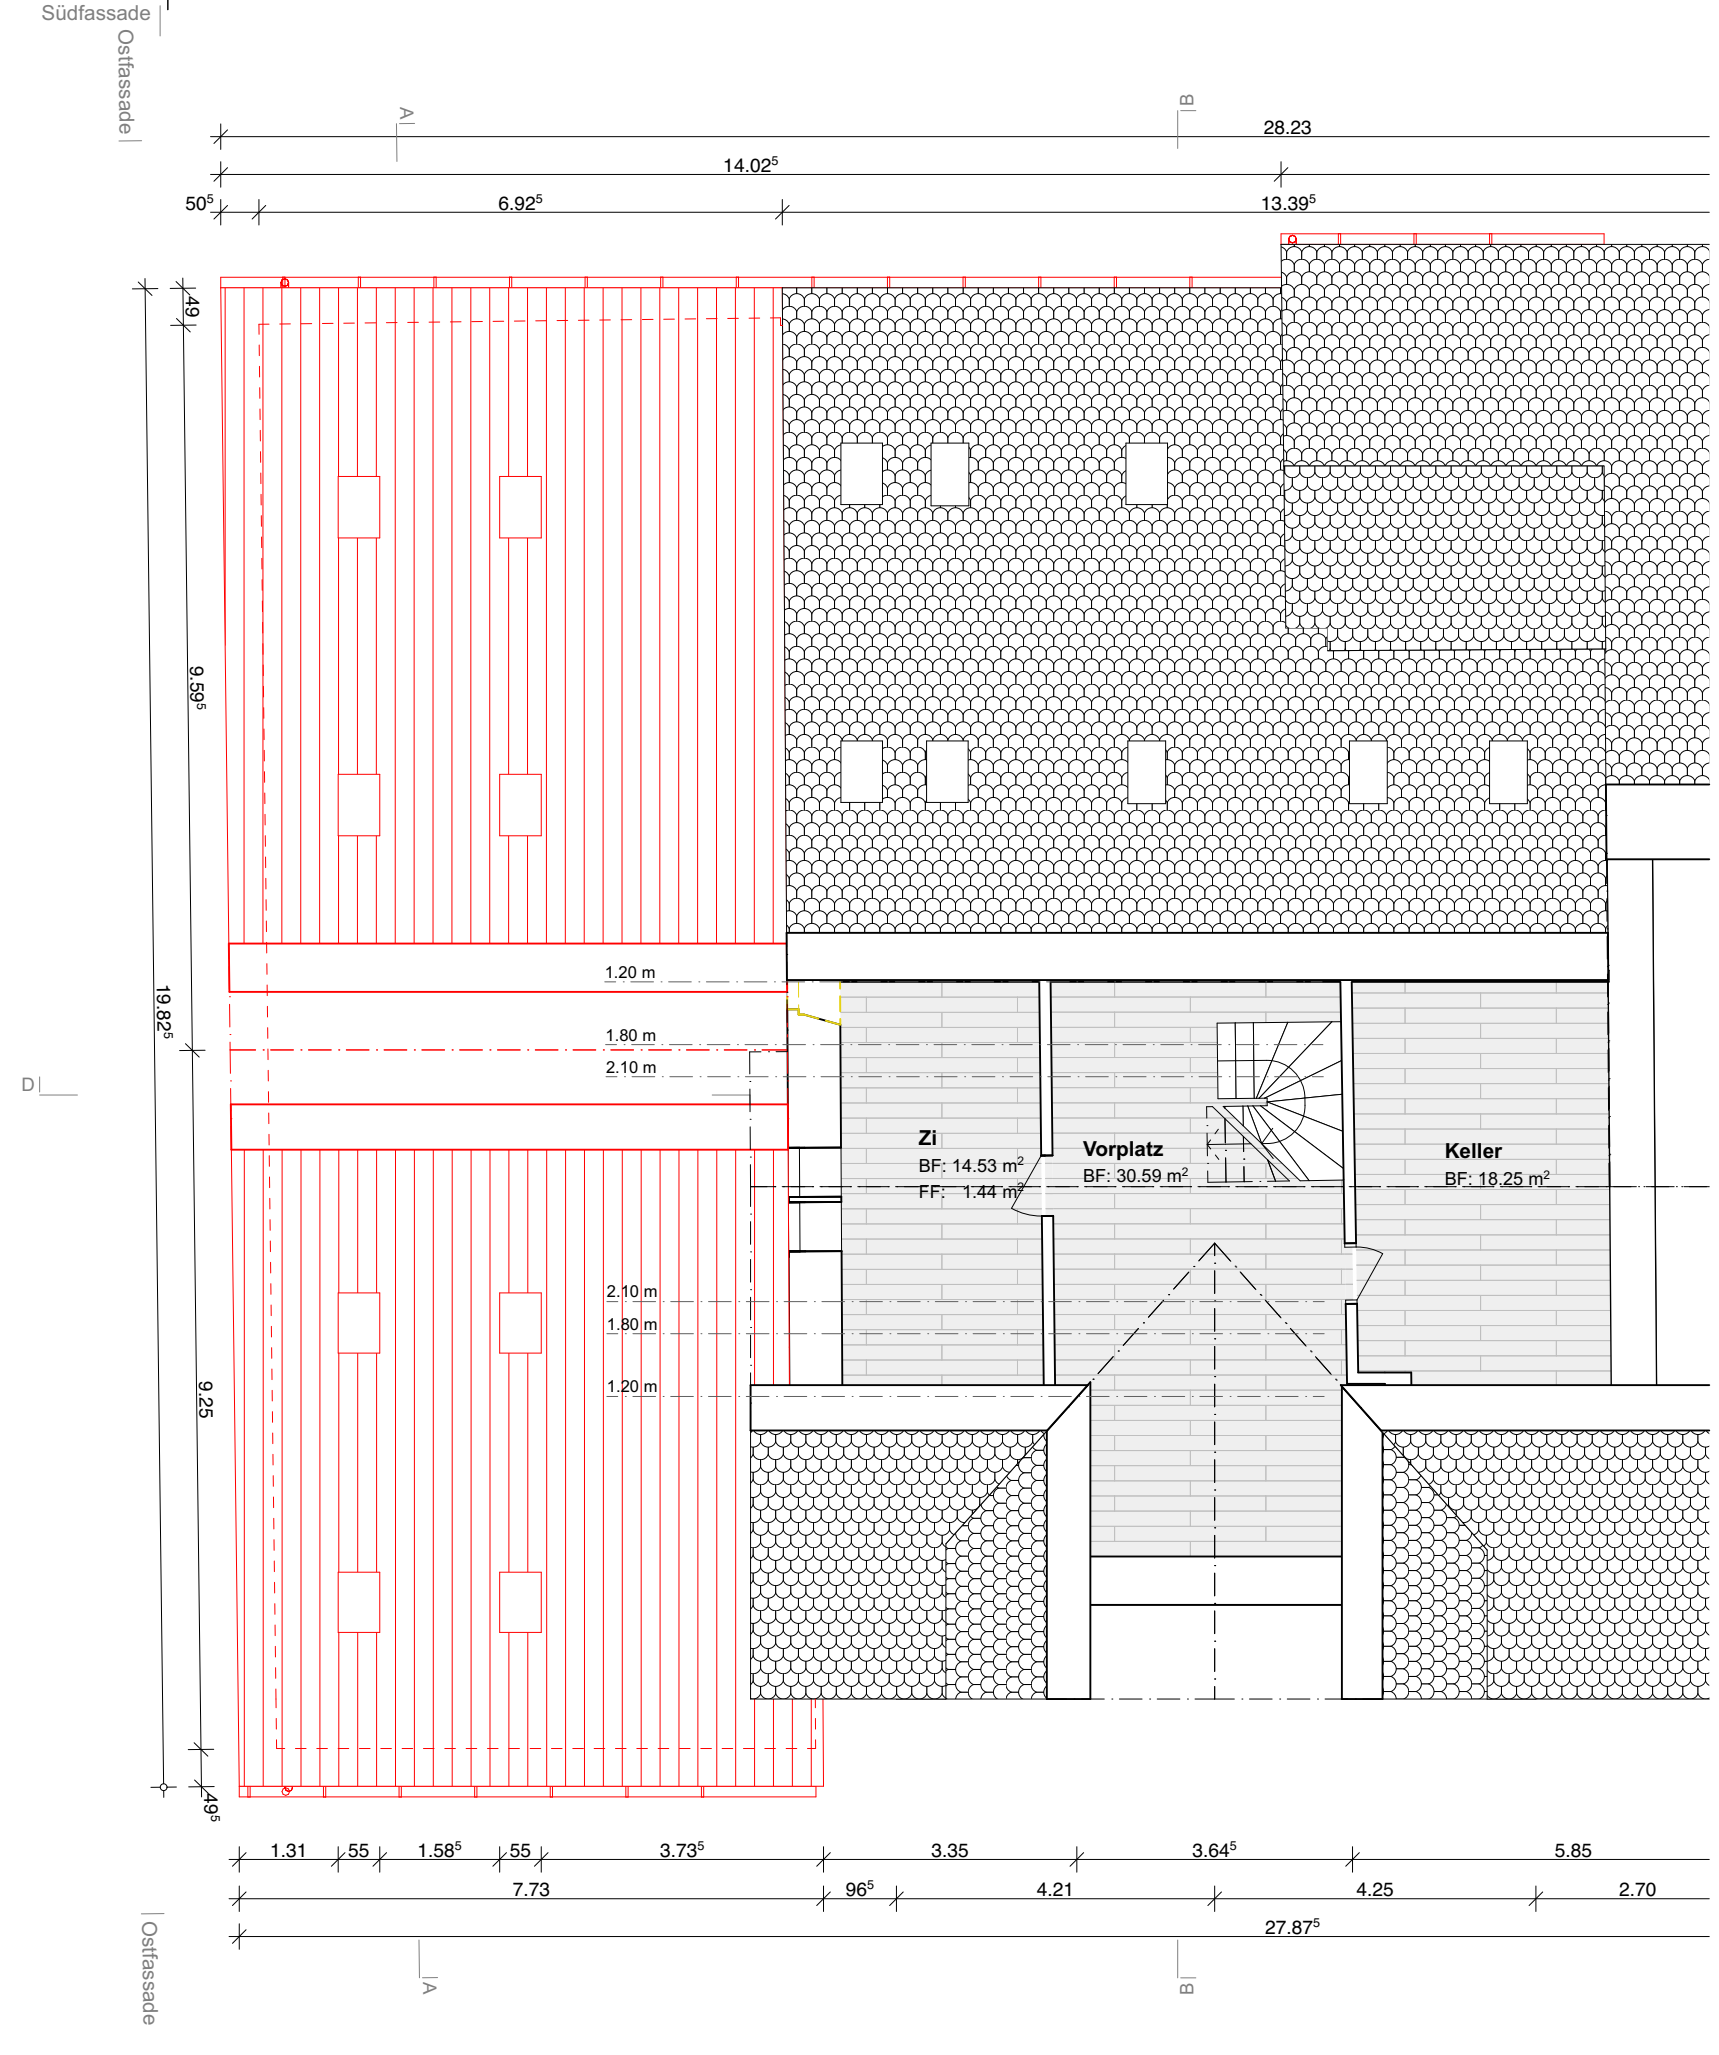 Südfassade
Ostfassade
A
B
28.23
14.02⁵
50⁵
6.92⁵
13.39⁵
49
9.59⁵
19.82⁵
9.25
49⁵
1.20 m
1.80 m
2.10 m
D
Zi
BF: 14.53 m²
FF: 1.44 m²
Vorplatz
BF: 30.59 m²
Keller
BF: 18.25 m²
2.10 m
1.80 m
1.20 m
1.31
55
1.58⁵
55
3.73⁵
3.35
3.64⁵
5.85
7.73
96⁵
4.21
4.25
2.70
27.87⁵
Ostfassade
A
B